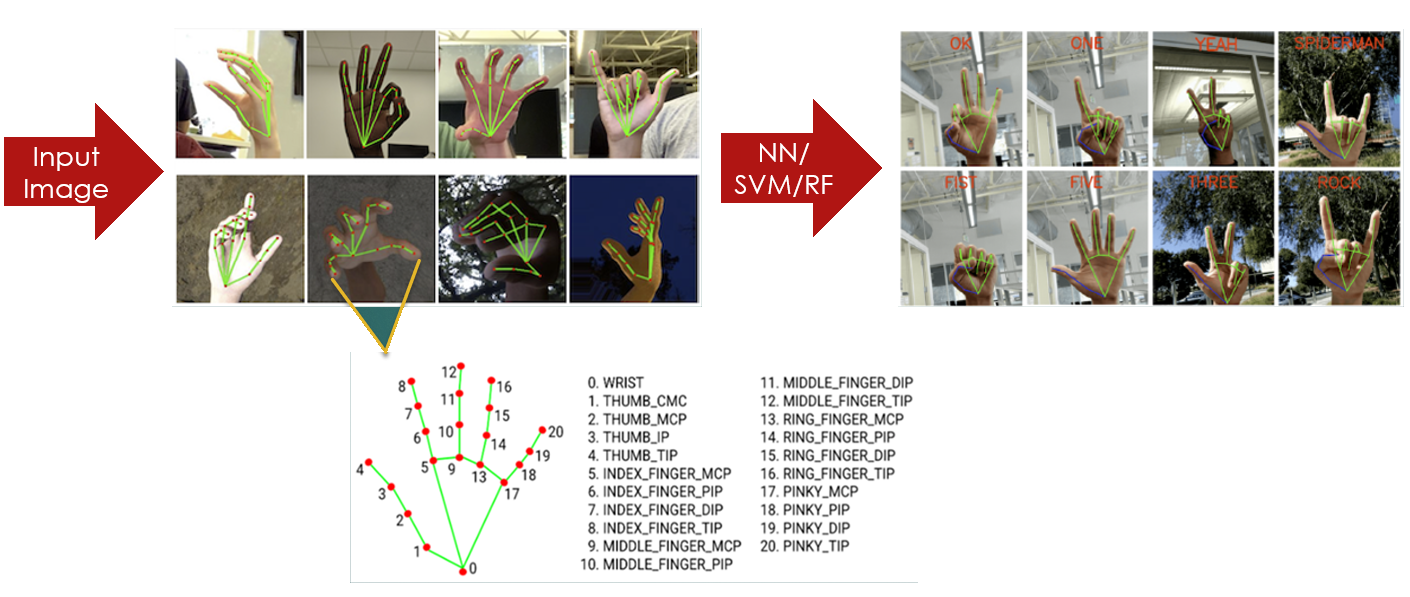 Input
Image
NN/
SVM/RF
OK
ONE
YEAH
SPIDERMAN
FIST
FIVE
THREE
ROCK
0. WRIST
1. THUMB_CMC
2. THUMB_MCP
3. THUMB_IP
4. THUMB_TIP
5. INDEX_FINGER_MCP
6. INDEX_FINGER_PIP
7. INDEX_FINGER_DIP
8. INDEX_FINGER_TIP
9. MIDDLE_FINGER_MCP
10. MIDDLE_FINGER_PIP
11. MIDDLE_FINGER_DIP
12. MIDDLE_FINGER_TIP
13. RING_FINGER_MCP
14. RING_FINGER_PIP
15. RING_FINGER_DIP
16. RING_FINGER_TIP
17. PINKY_MCP
18. PINKY_PIP
19. PINKY_DIP
20. PINKY_TIP
12
8
16
11
7
15
6
10
14
20
19
4
5
9
13
18
3
17
2
1
0